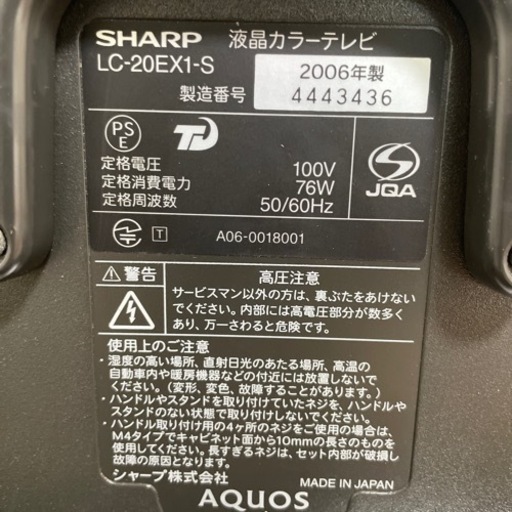 SHARP 液晶カラーテレビ
LC-20EX1-S
2006年製
製造番号 4443436
PS
E
定格電圧 100V
定格消費電力 76W
定格周波数 50/60Hz
JQA
T A06-0018001
警告 高圧注意
サービスマン以外の方は、裏ぶたをあけない
でください。内部には高電圧部分が数多く
あり、万一さわると危険です。
使用上のご注意
・湿度の高い場所、直射日光のあたる場所、高温の
自動車内や暖房機器などの付近には放置しないで
ください。（変形、変色、故障することがあります。）
・ハンドルやスタンドを取り付けていたネジを、ハンドルや
スタンドのない状態で取り付けしないでください。
・ハンドル取り付け用の4ヶ所のネジをご使用の場合は、
M4タイプでキャビネット面から10mmの長さのものを
使用してください。長すぎるネジは、セット内部が破損し
故障の原因となります。
シャープ株式会社 MADE IN JAPAN
AQUOS